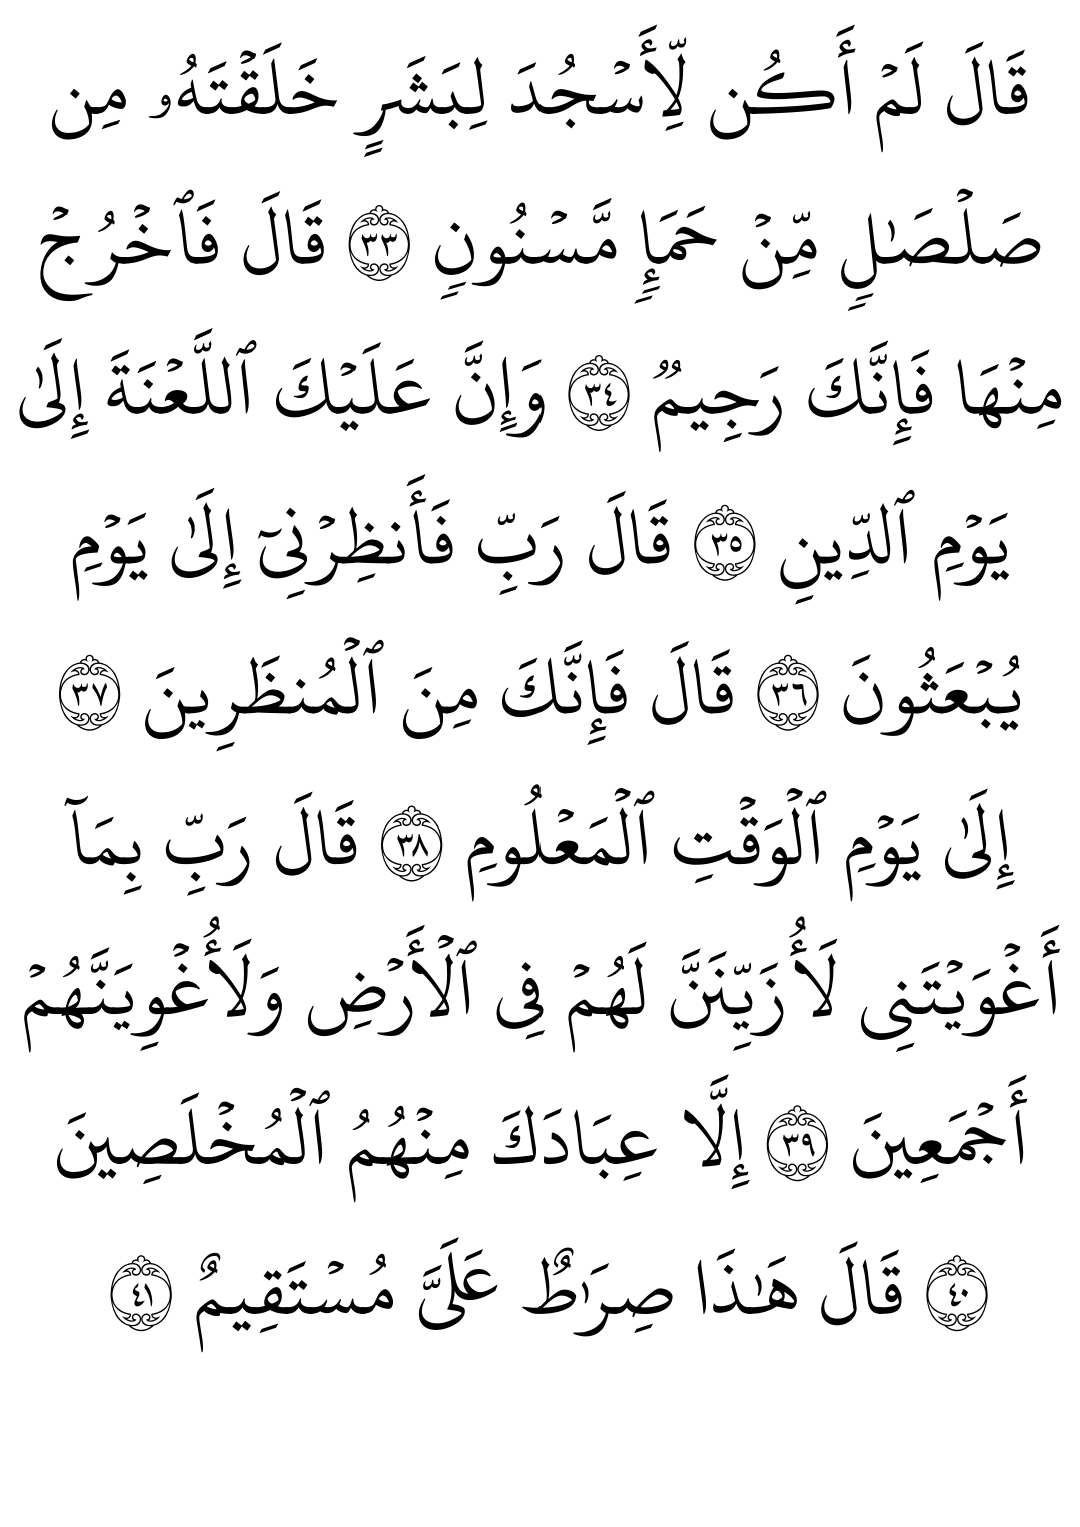 قَالَ لَمۡ أَكُن لِّأَسۡجُدَ لِبَشَرٍ خَلَقۡتَهُۥ مِن
صَلۡصَٰلٖ مِّنۡ حَمَإٖ مَّسۡنُونٖ ٣٣ قَالَ فَٱخۡرُجۡ
مِنۡهَا فَإِنَّكَ رَجِيمٞ ٣٤ وَإِنَّ عَلَيۡكَ ٱللَّعۡنَةَ إِلَىٰ
يَوۡمِ ٱلدِّينِ ٣٥ قَالَ رَبِّ فَأَنظِرۡنِيٓ إِلَىٰ يَوۡمِ
يُبۡعَثُونَ ٣٦ قَالَ فَإِنَّكَ مِنَ ٱلۡمُنظَرِينَ ٣٧
إِلَىٰ يَوۡمِ ٱلۡوَقۡتِ ٱلۡمَعۡلُومِ ٣٨ قَالَ رَبِّ بِمَآ
أَغۡوَيۡتَنِي لَأُزَيِّنَنَّ لَهُمۡ فِي ٱلۡأَرۡضِ وَلَأُغۡوِيَنَّهُمۡ
أَجۡمَعِينَ ٣٩ إِلَّا عِبَادَكَ مِنۡهُمُ ٱلۡمُخۡلَصِينَ
٤٠ قَالَ هَٰذَا صِرَٰطٌ عَلَيَّ مُسۡتَقِيمٌ ٤١